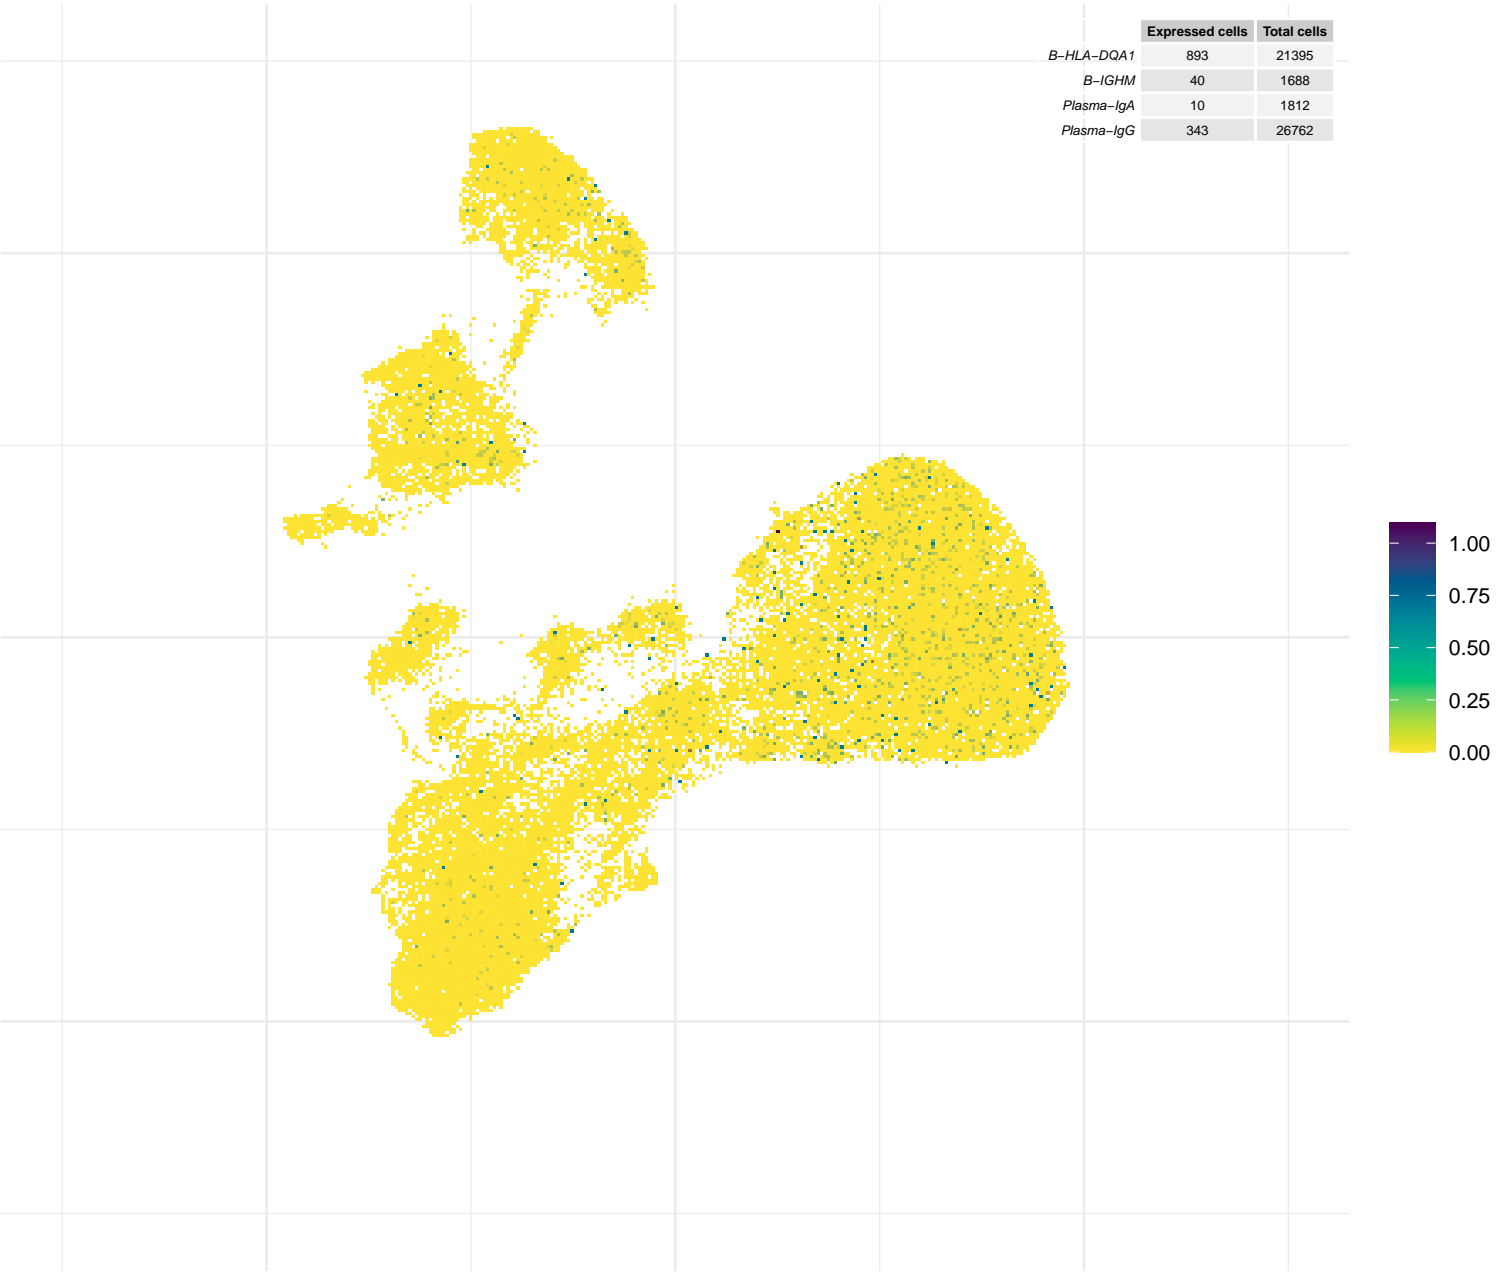 Expressed cells Total cells
B−HLA−DQA1 893 21395
B−IGHM 40 1688
Plasma−IgA 10 1812
Plasma−IgG 343 26762
1.00
0.75
0.50
0.25
0.00